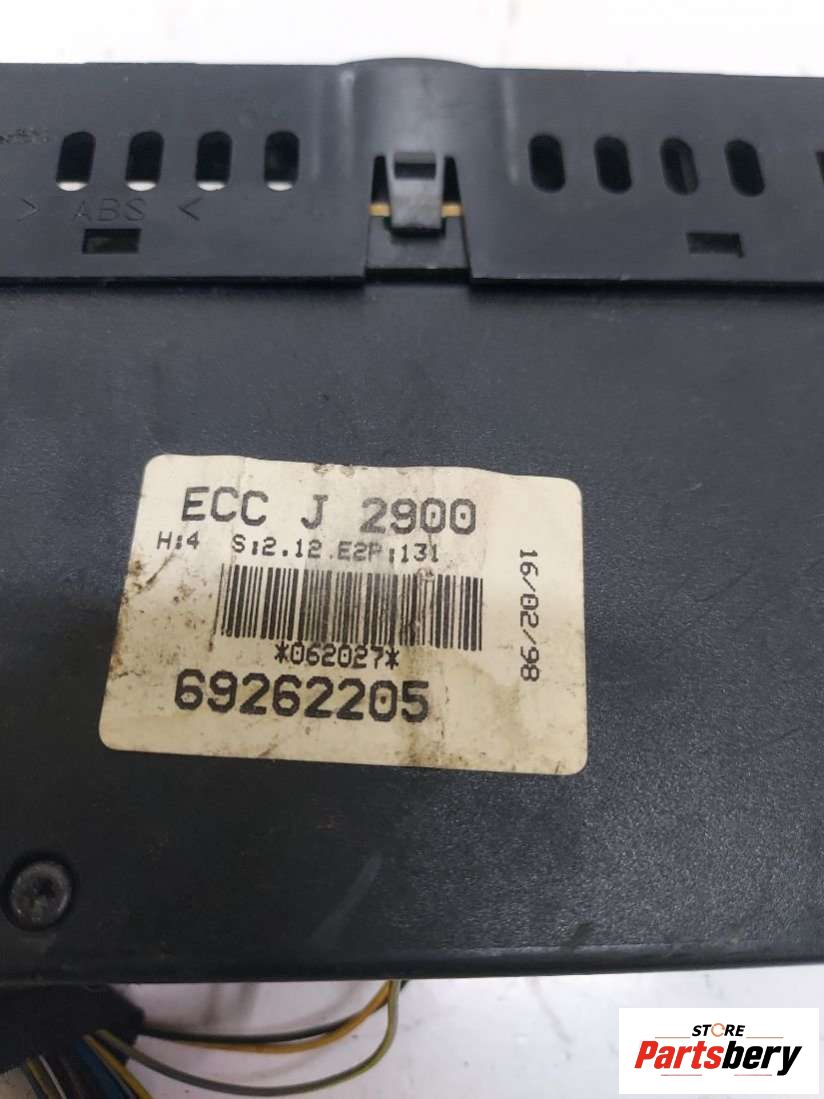 > ABS <
ECC J 2900
H:4 S:2.12.E2P:131
16/02/98
*062027*
69262205
STORE
Partsbery